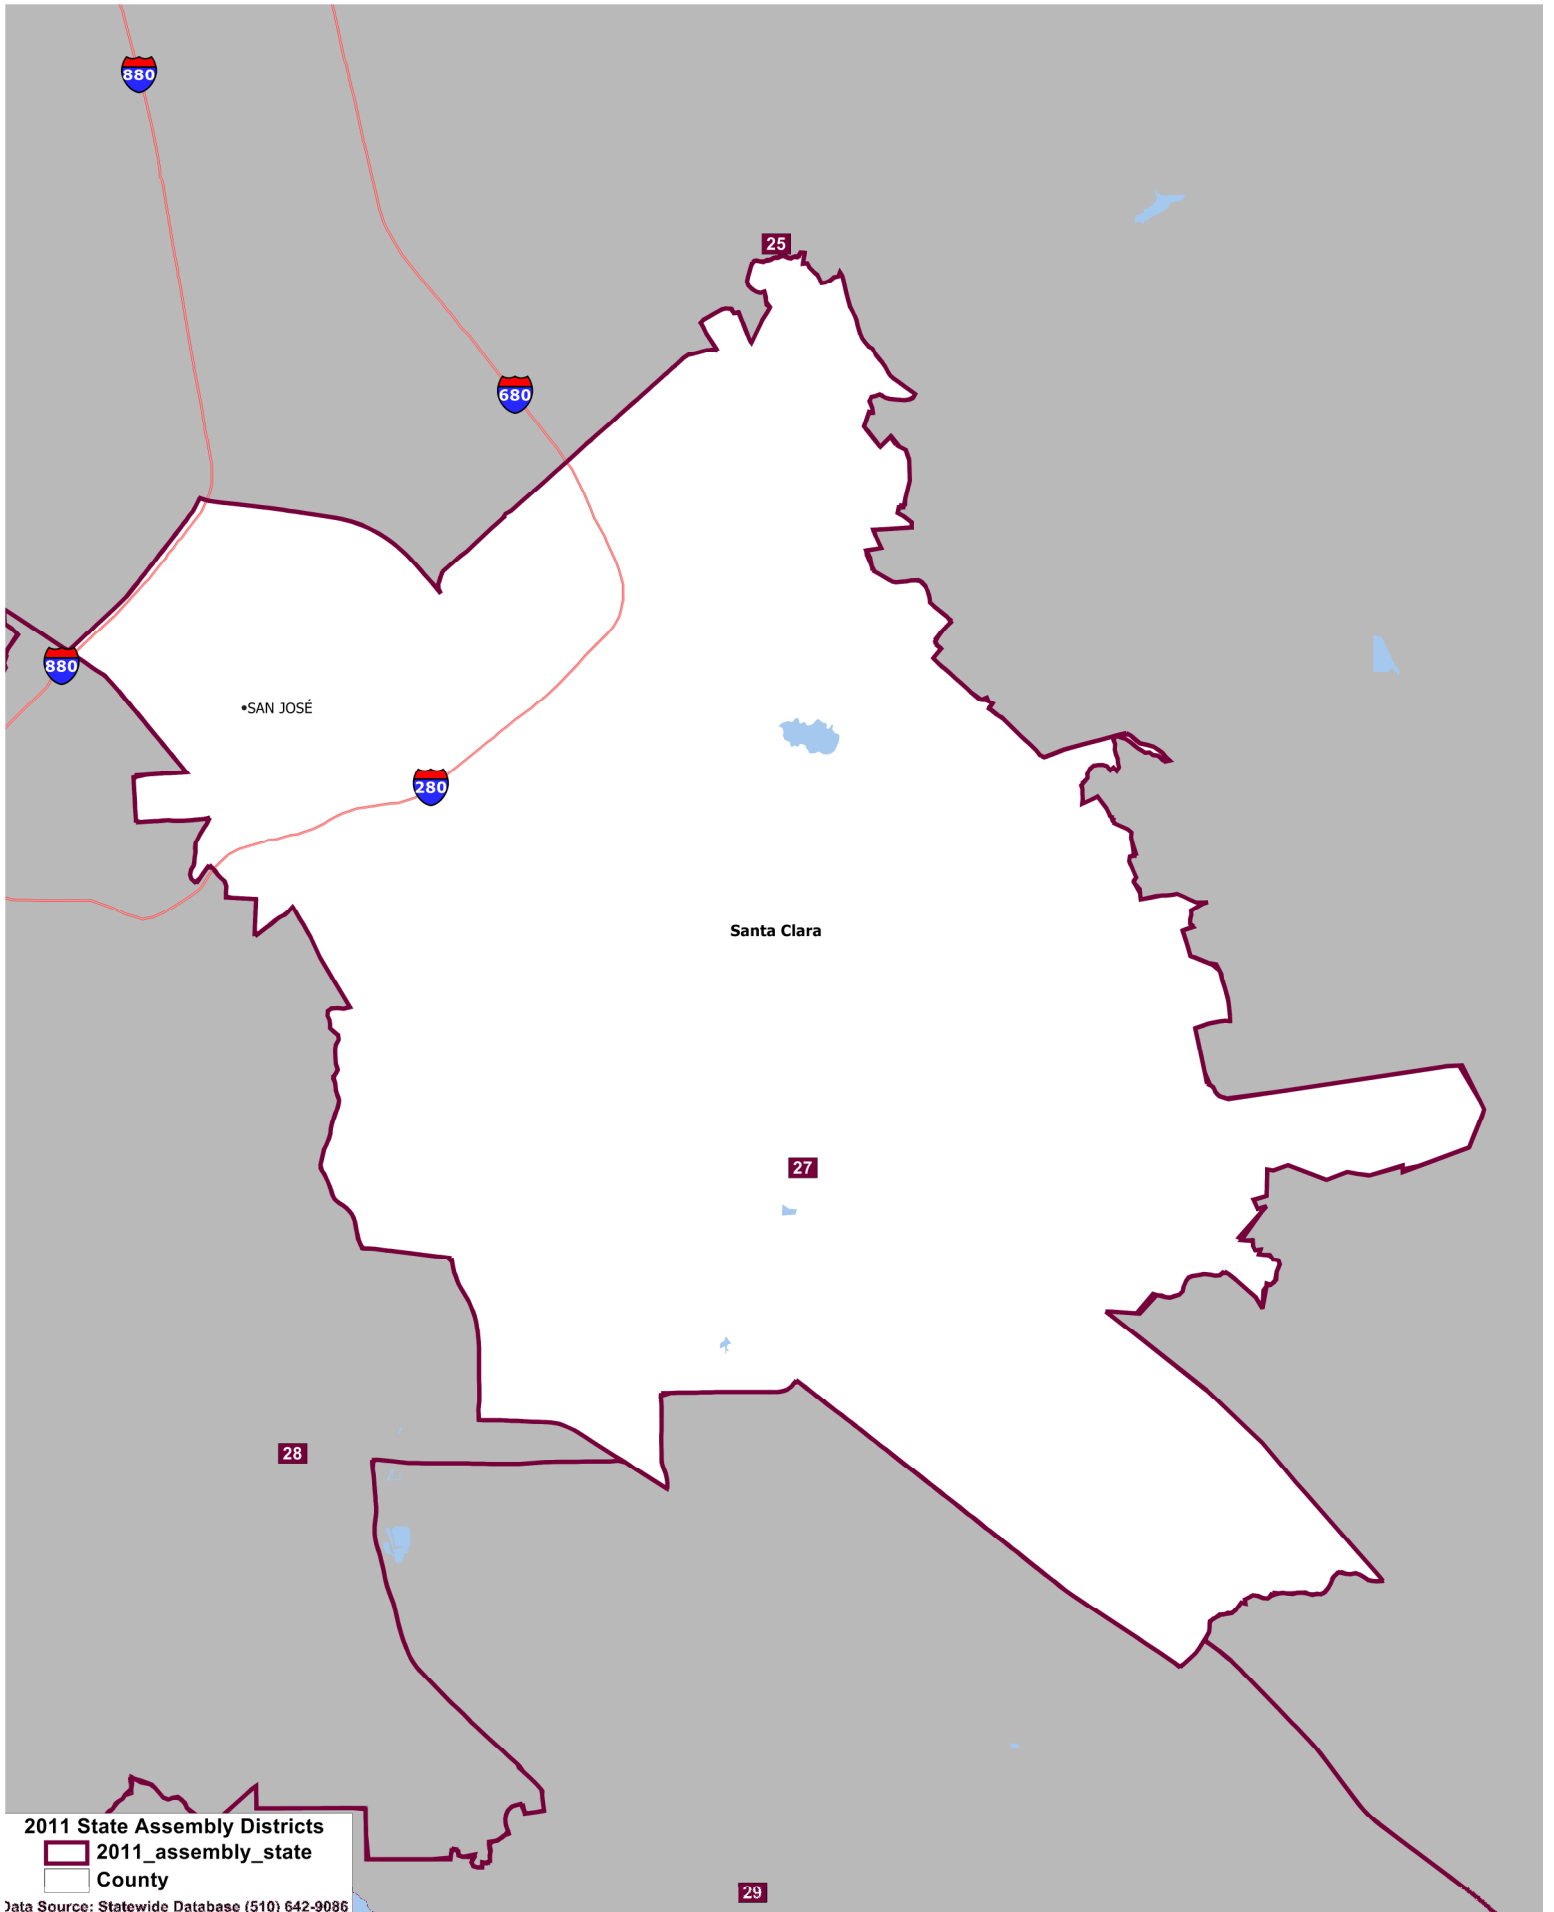 880
25
680
880
•SAN JOSÉ
280
Santa Clara
27
28
2011 State Assembly Districts
2011_assembly_state
County
Data Source: Statewide Database (510) 642-9086
29